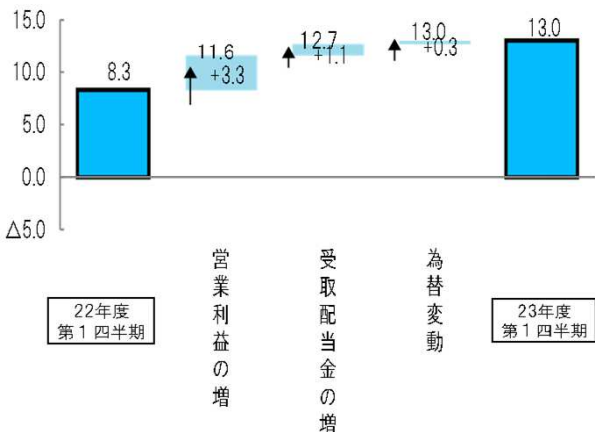 15.0
10.0
5.0
0.0
△5.0
8.3
11.6
+3.3
12.7
+1.1
13.0
+0.3
13.0
22年度
第1四半期
営業利益の増
受取配当金の増
為替変動
23年度
第1四半期